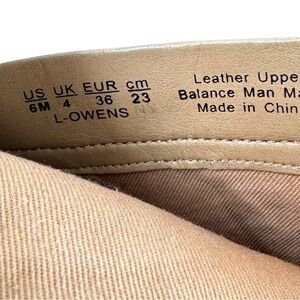 US UK EUR cm
6M 4 36 23
L-OWENS
Leather Uppe
Balance Man Ma
Made in Chin